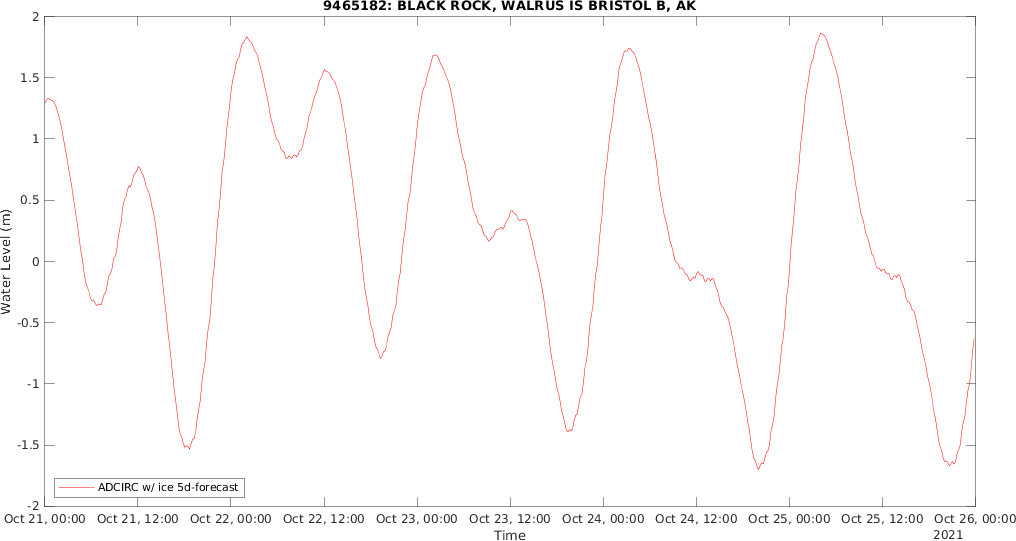 9465182: BLACK ROCK, WALRUS IS BRISTOL B, AK
2
1.5
1
0.5
0
-0.5
-1
-1.5
-2
Water Level (m)
ADCIRC w/ ice 5d-forecast
Oct 21, 00:00 Oct 21, 12:00 Oct 22, 00:00 Oct 22, 12:00 Oct 23, 00:00 Oct 23, 12:00 Oct 24, 00:00 Oct 24, 12:00 Oct 25, 00:00 Oct 25, 12:00 Oct 26, 00:00
Time
2021